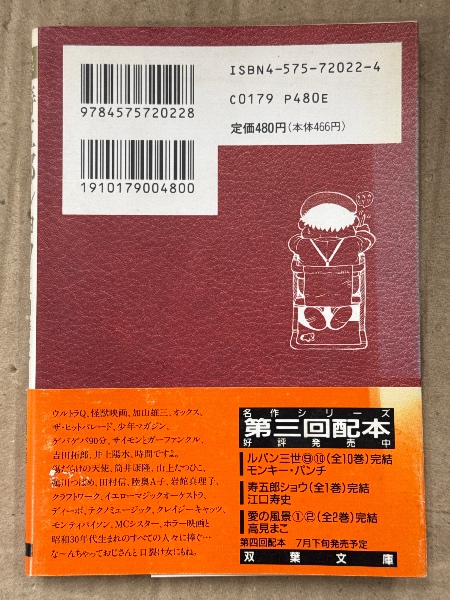 ISBN4-575-72022-4
C0179 P480E
定価480円(本体466円)
9784575720228
1910179004800
ウルトラQ、怪獣映画、加山雄三、オックス、
ザ・ヒットパレード、少年マガジン、
ゲバゲバ90分、サイモンとガーファンクル、
吉田拓郎、井上陽水、時間ですよ、
傷だらけの天使、筒井康隆、山上たつひこ、
鴨川つばめ、田村信、陸奥A子、岩館真理子、
クラフトワーク、イエローマジックオーケストラ、
ディーボ、テクノミュージック、クレイジーキャッツ、
モンティパイソン、MCシスター、ホラー映画と
昭和30年代生まれのすべての人々に捧ぐ…
な〜んちゃっておじさんと口裂け女にもね。
名作シリーズ
第三回配本
好評発売中
ルパン三世⑨⑩(全10巻)完結
モンキー・パンチ
寿五郎ショウ(全1巻)完結
江口寿史
愛の風景①②(全2巻)完結
高見まこ
第四回配本 7月下旬発売予定
双葉文庫